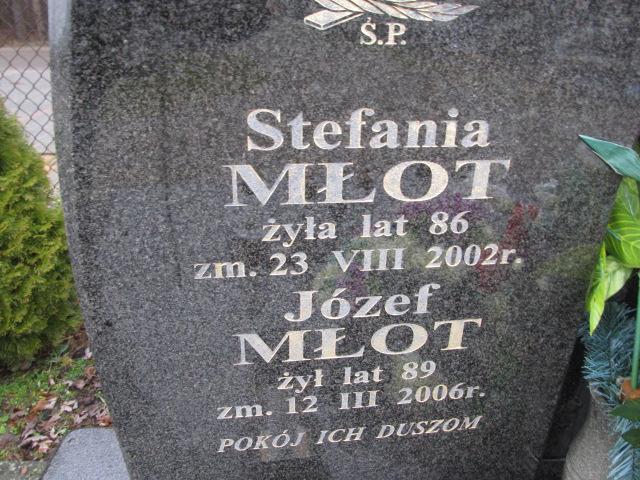 Ś.P.
Stefania
MŁOT
żyła lat 86
zm. 23 VIII 2002r.
Józef
MŁOT
żył lat 89
zm. 12 III 2006r.
POKÓJ ICH DUSZOM